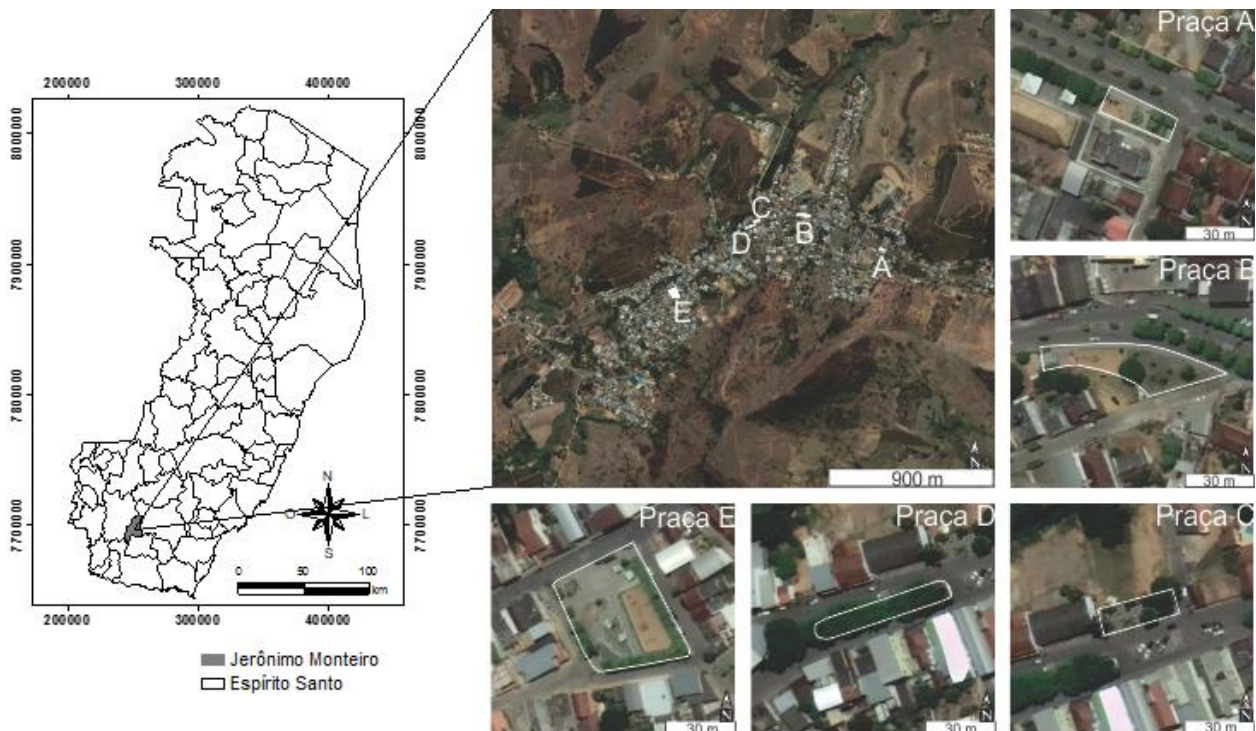 200000 300000 400000
8000000 8000000
7900000 7900000
7800000 7800000
7700000 7700000
200000 300000 400000
N
O L
S
0 50 100
km
Jerônimo Monteiro
Espírito Santo
C
B
D
A
E
N
900 m
Praça A
N
30 m
Praça B
N
30 m
Praça E
N
30 m
Praça D
N
30 m
Praça C
N
30 m